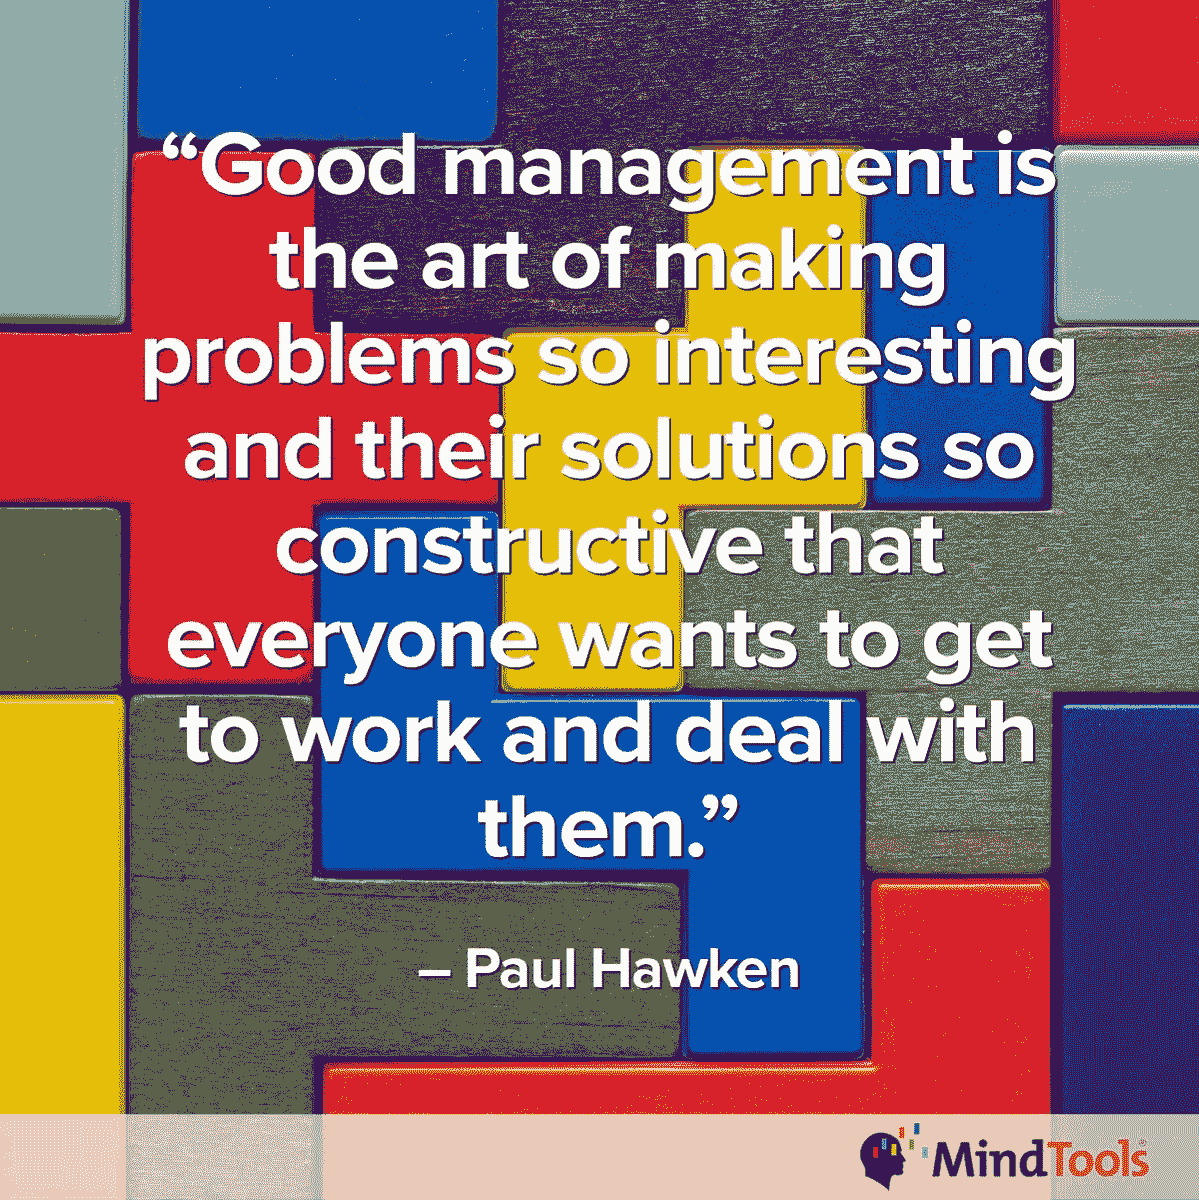 “Good management is
the art of making
problems so interesting
and their solutions so
constructive that
everyone wants to get
to work and deal with
them.”
– Paul Hawken
MindTools®